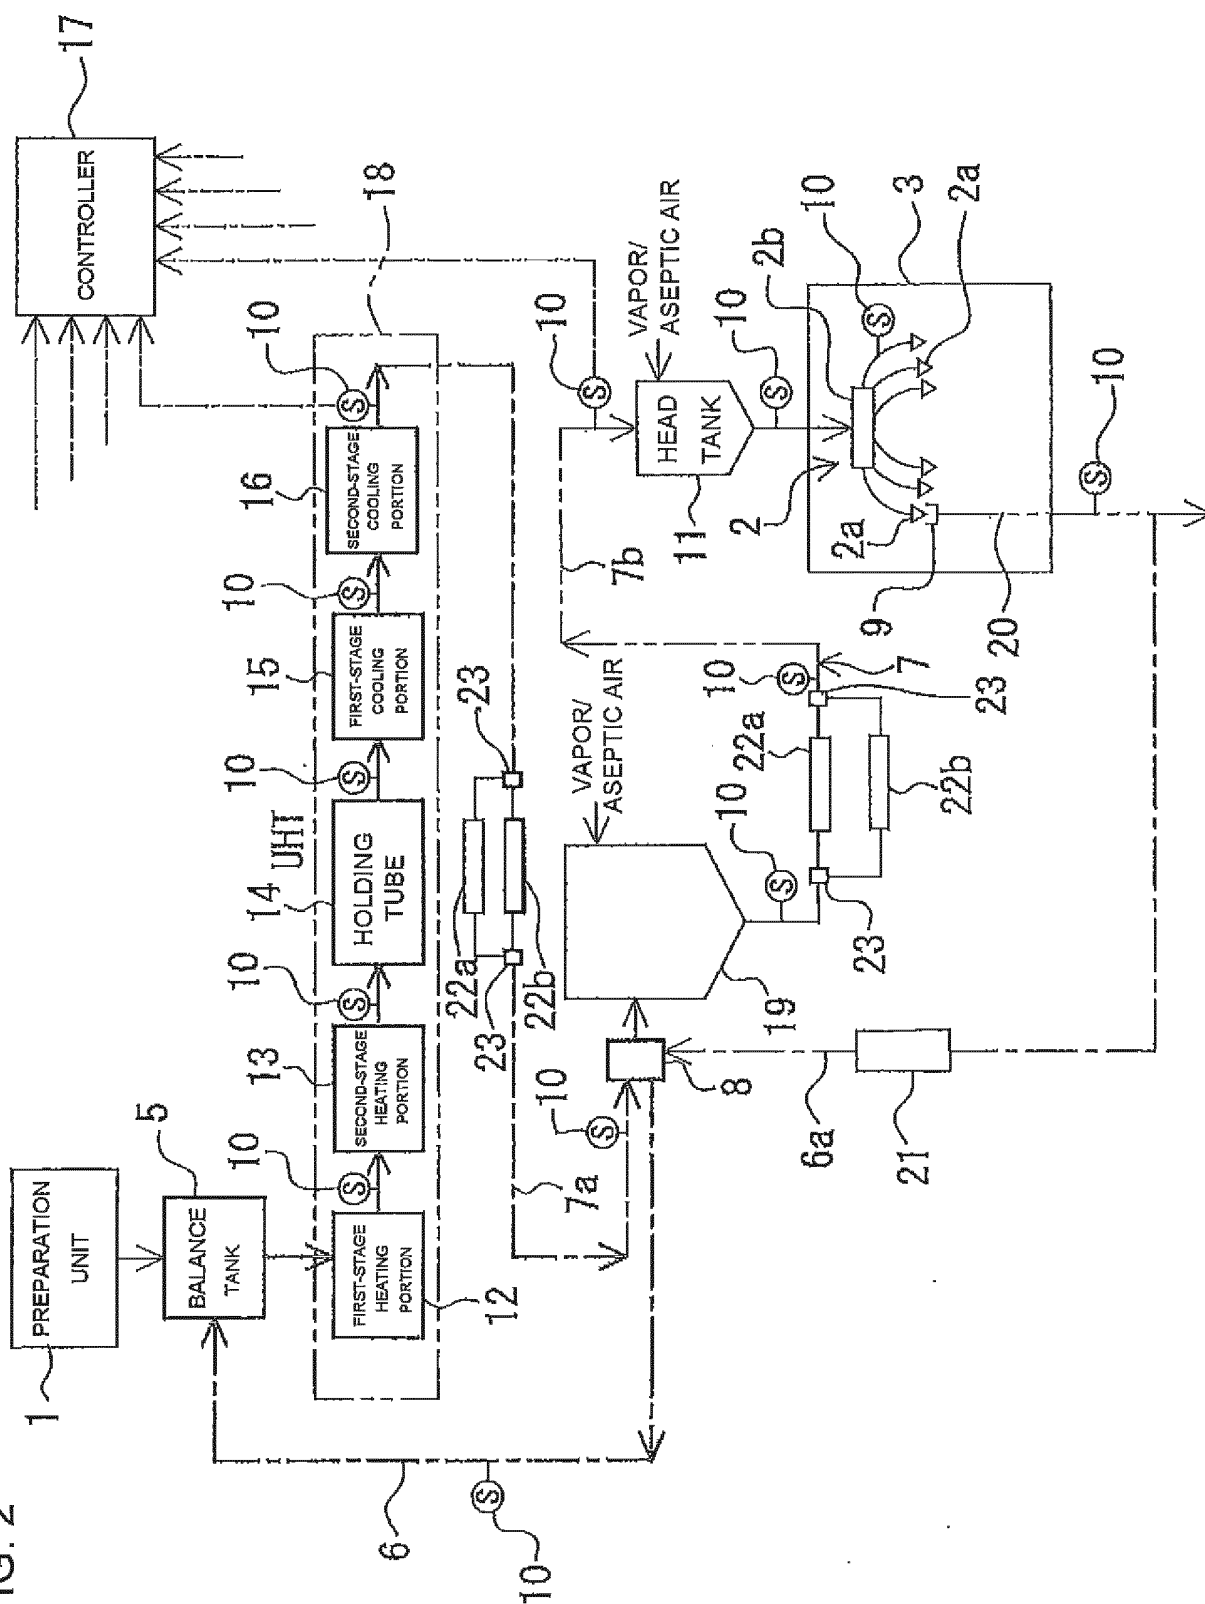 IG. 2
1
PREPARATION
UNIT
5
BALANCE
TANK
CONTROLLER
17
6
10
10
13
10
14
UHT
10
15
10
16
10
18
FIRST-STAGE
HEATING
PORTION
SECOND-STAGE
HEATING
PORTION
HOLDING
TUBE
FIRST-STAGE
COOLING
PORTION
SECOND-STAGE
COOLING
PORTION
S
S
S
S
S
S
12
S
10
22a
23
23
22b
7a
10
S
VAPOR/
ASEPTIC AIR
7b
10
S
VAPOR/
ASEPTIC AIR
HEAD
TANK
11
8
19
10
S
10
S
22a
23
23
22b
7
10
S
2b
2
10
S
3
2a
2a
9
20
6a
21
10
S